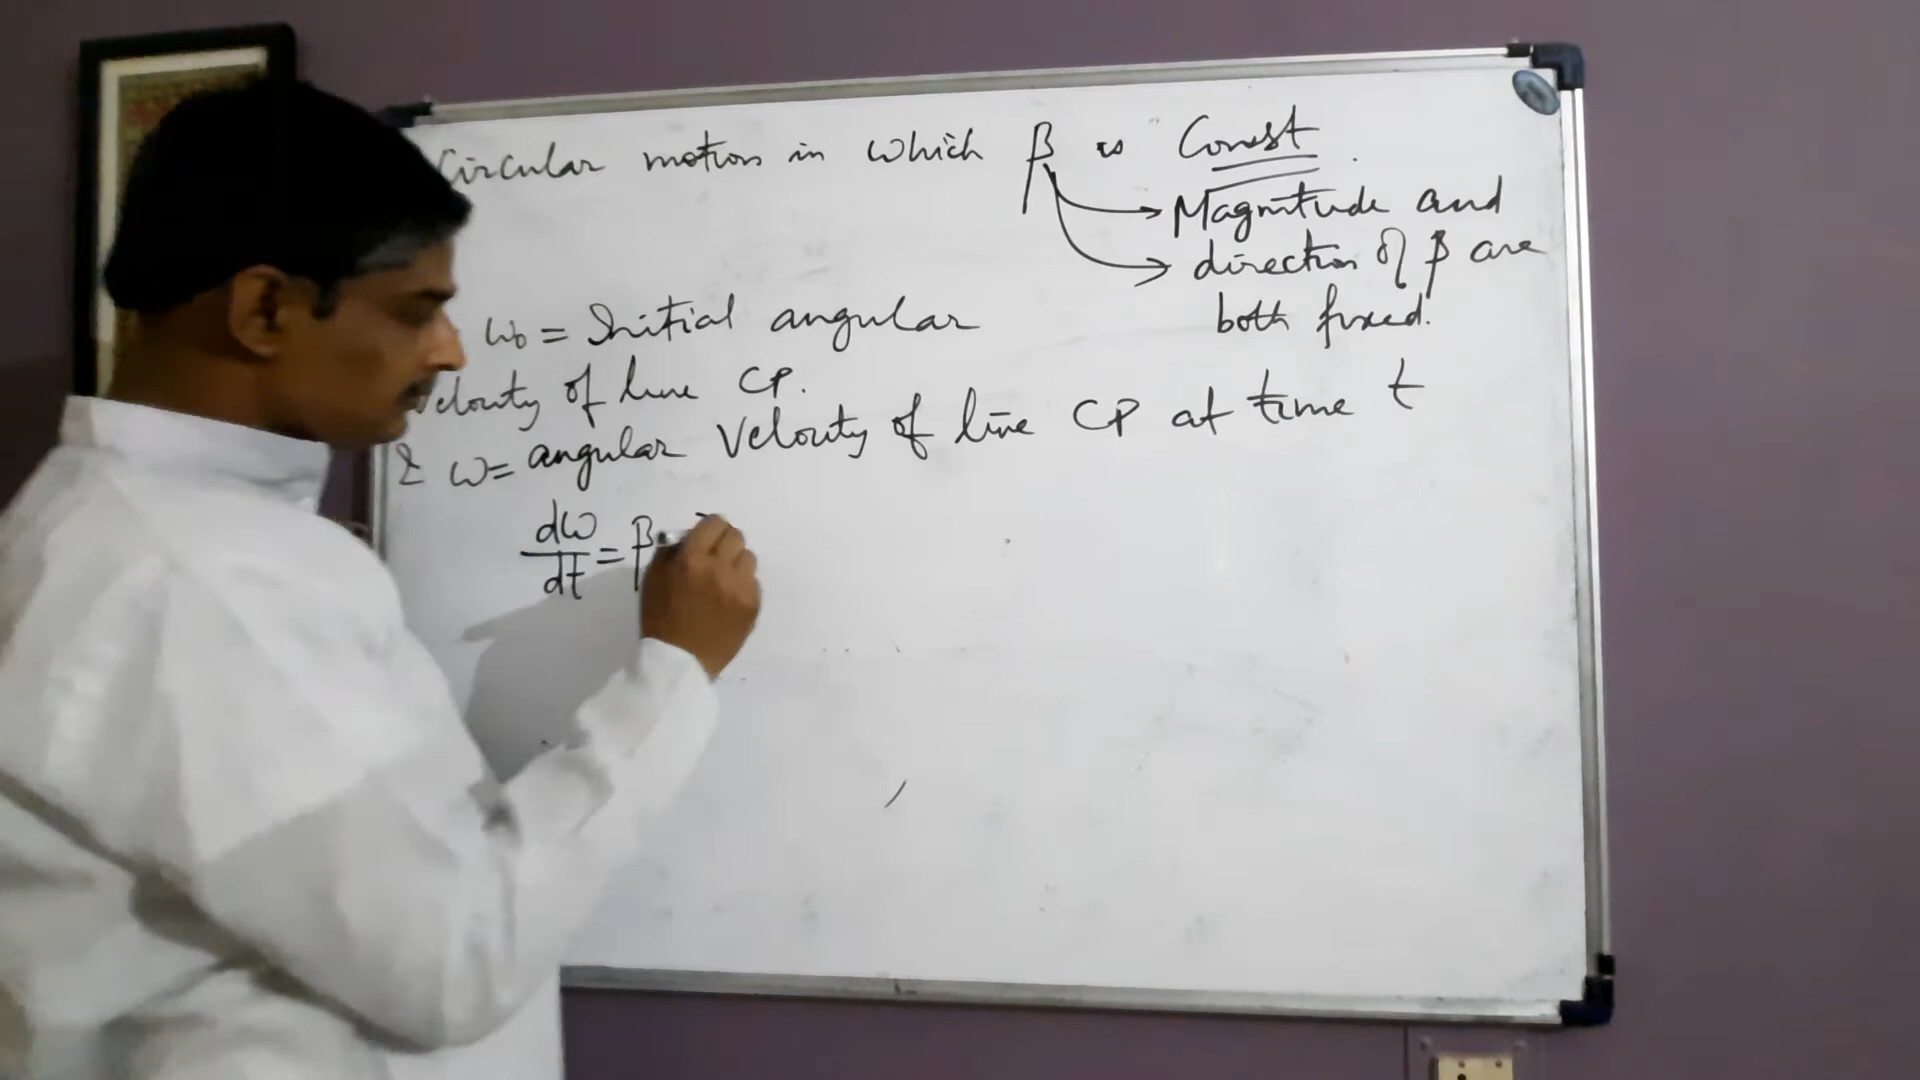 Circular motion in which β is Const.
Magnitude and
direction of β are
both fixed.
ω₀ = Initial angular
Velocity of line CP.
& ω = angular Velocity of line CP at time t
dω/dt = β